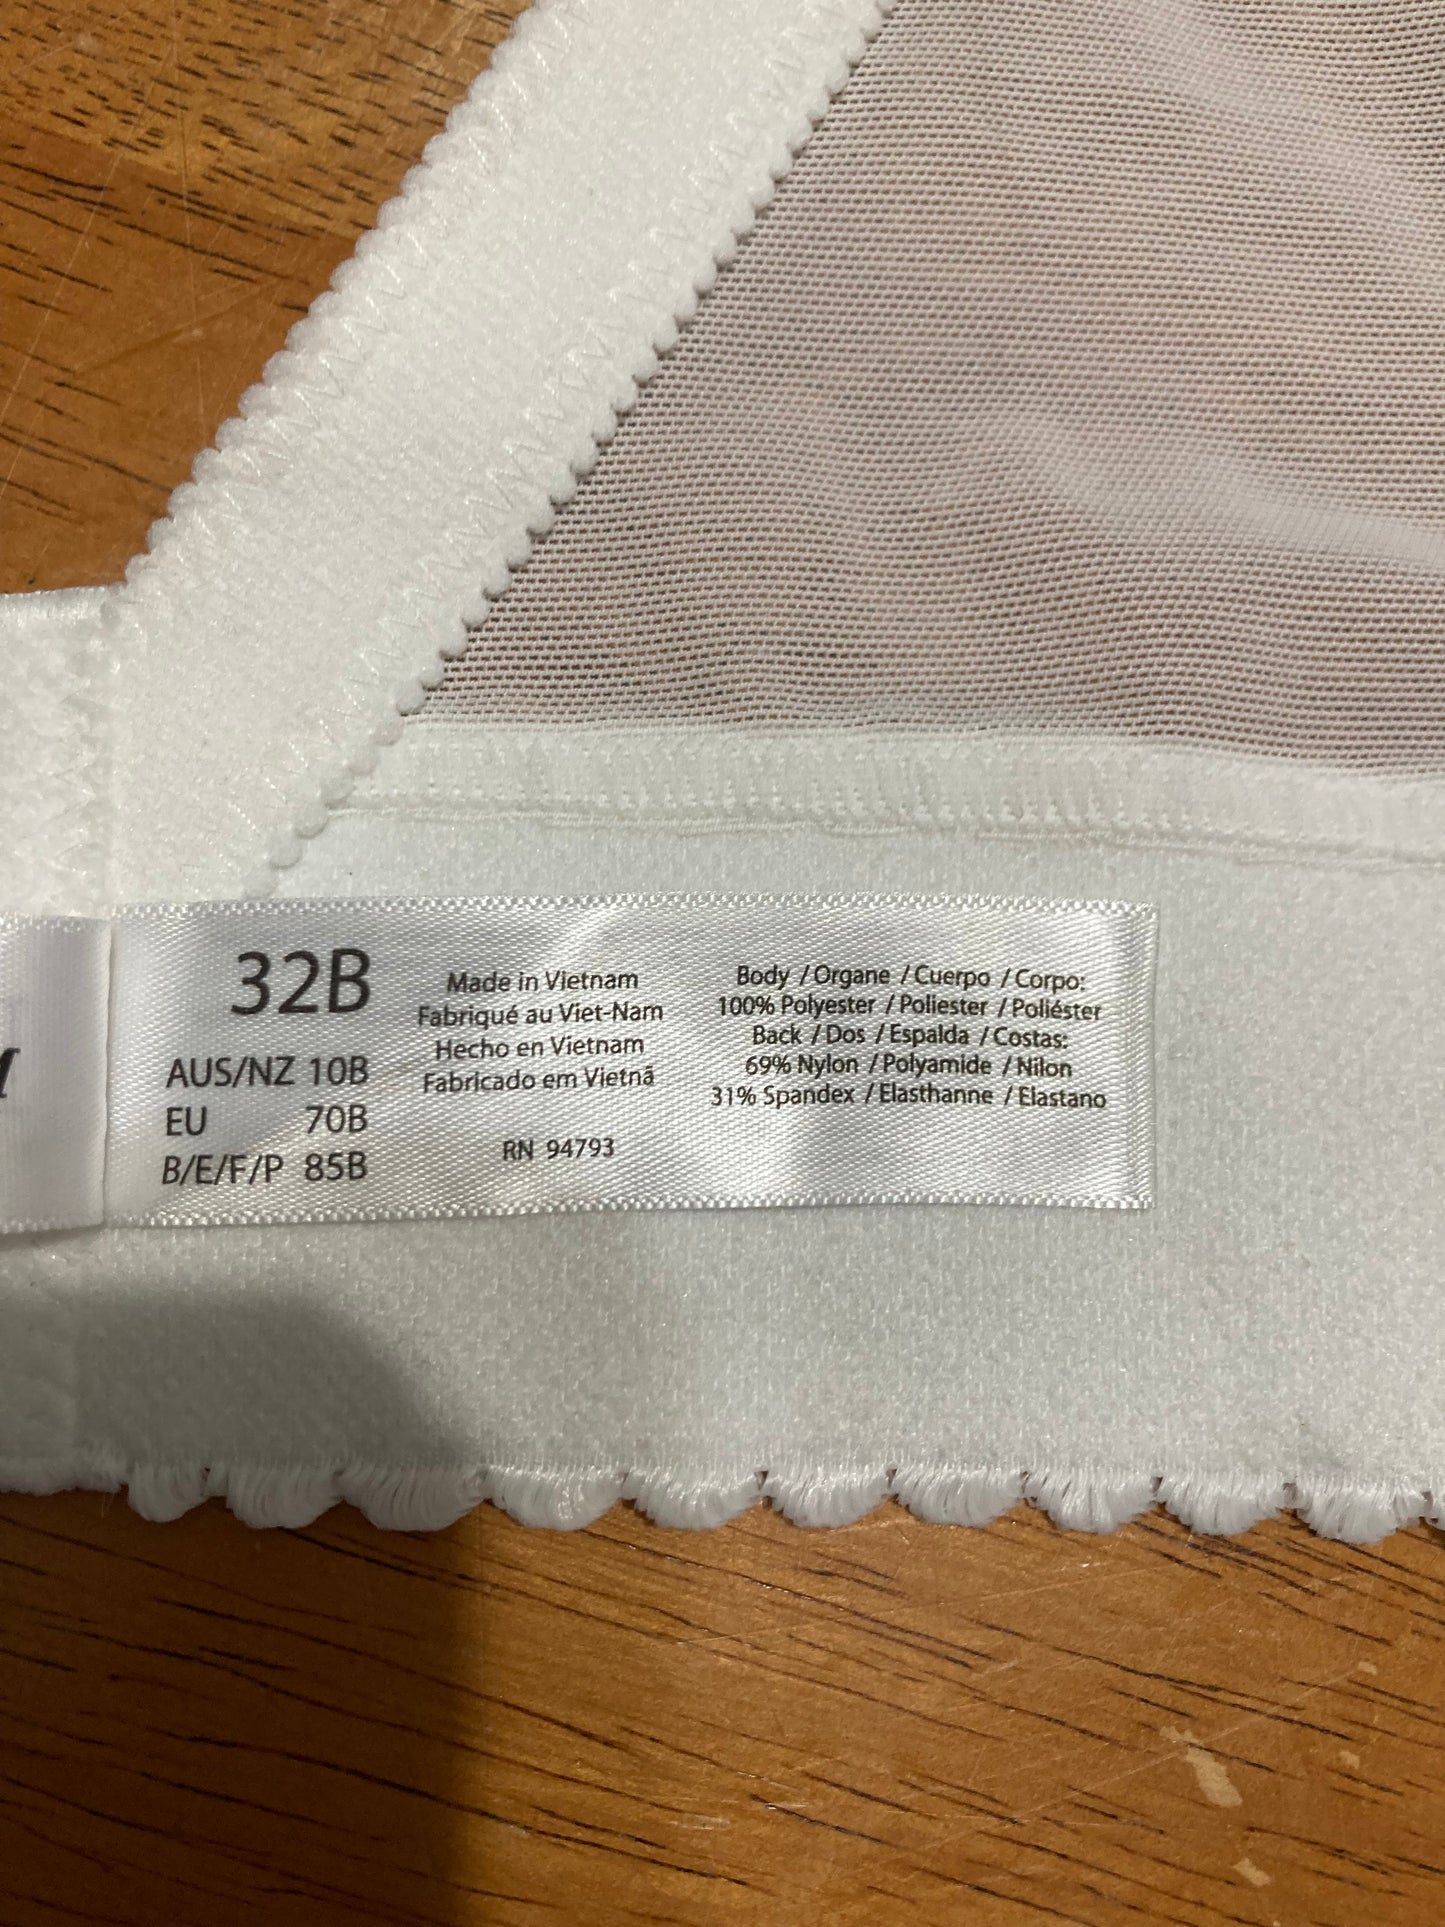 32B
AUS/NZ 10B
EU 70B
B/E/F/P 85B
Made in Vietnam
Fabriqué au Viet-Nam
Hecho en Vietnam
Fabricado em Vietnã
RN 94793
Body / Organe / Cuerpo / Corpo:
100% Polyester / Poliester / Poliéster
Back / Dos / Espalda / Costas:
69% Nylon / Polyamide / Nilon
31% Spandex / Elasthanne / Elastano